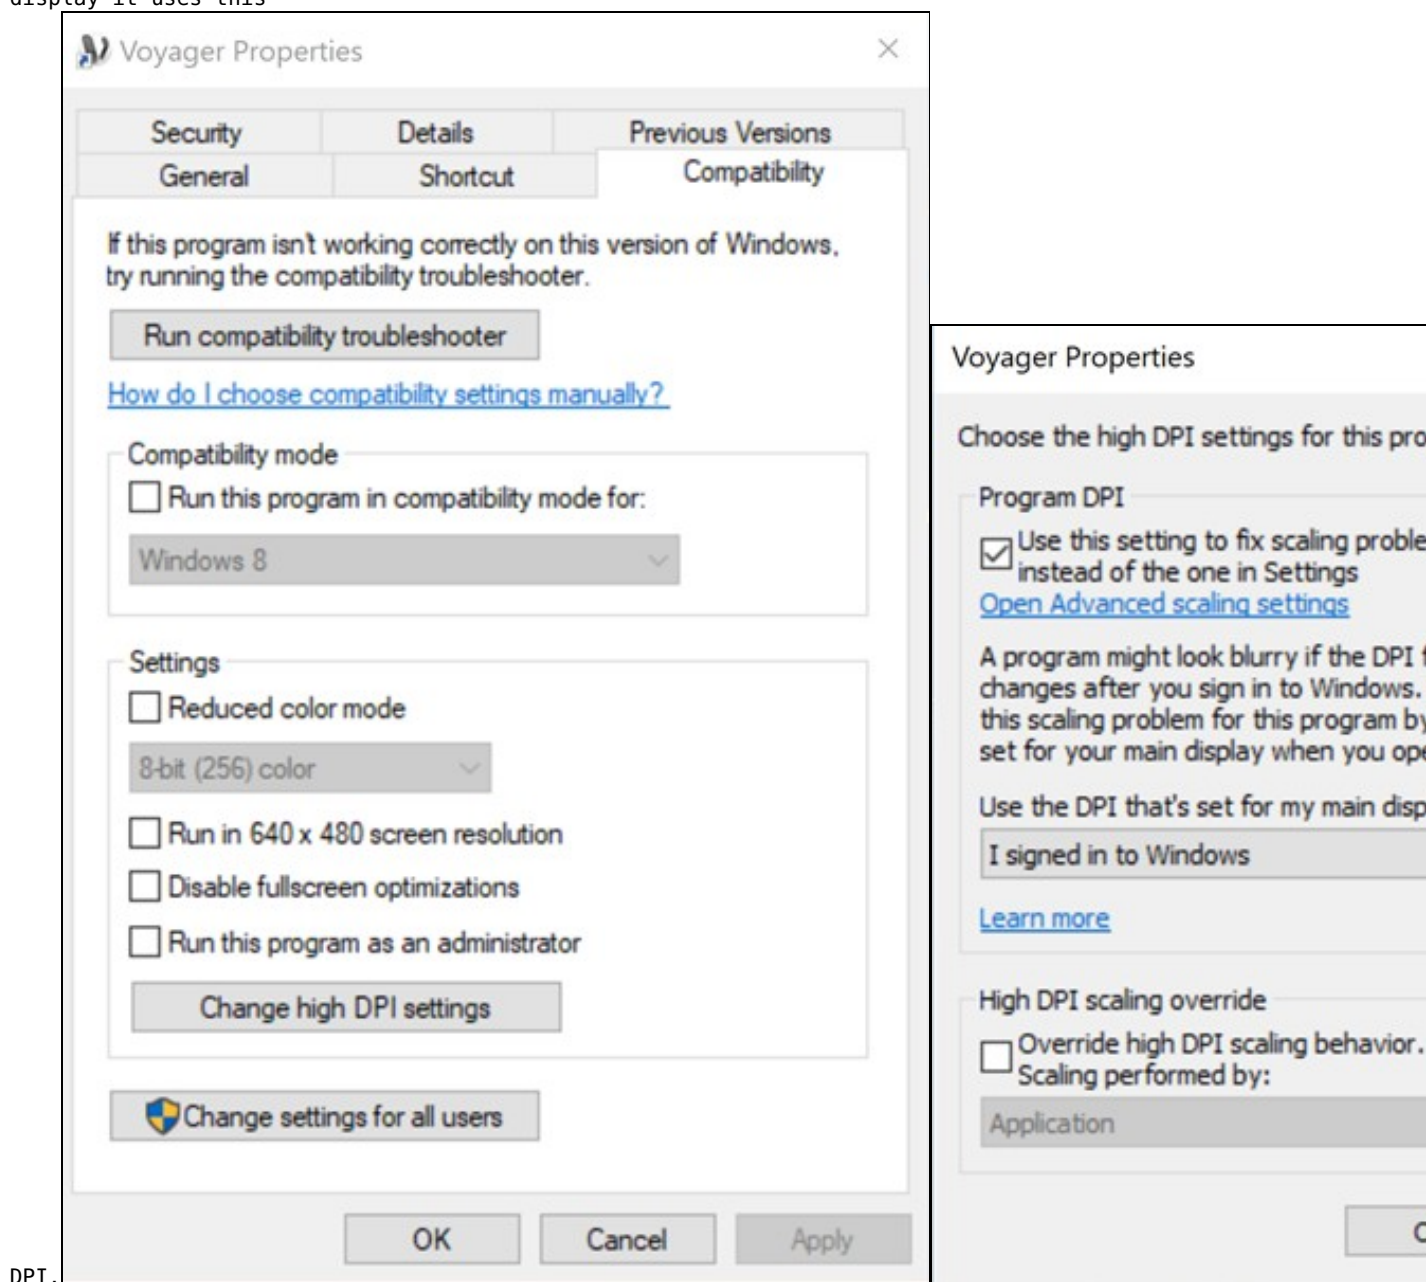 display it uses this
Voyager Properties
Security Details Previous Versions
General Shortcut Compatibility
If this program isn't working correctly on this version of Windows,
try running the compatibility troubleshooter.
Run compatibility troubleshooter
How do I choose compatibility settings manually?
Compatibility mode
Run this program in compatibility mode for:
Windows 8
Settings
Reduced color mode
8-bit (256) color
Run in 640 x 480 screen resolution
Disable fullscreen optimizations
Run this program as an administrator
Change high DPI settings
Change settings for all users
OK Cancel Apply
Voyager Properties
Choose the high DPI settings for this pro
Program DPI
Use this setting to fix scaling proble
instead of the one in Settings
Open Advanced scaling settings
A program might look blurry if the DPI
changes after you sign in to Windows.
this scaling problem for this program by
set for your main display when you ope
Use the DPI that's set for my main disp
I signed in to Windows
Learn more
High DPI scaling override
Override high DPI scaling behavior.
Scaling performed by:
Application
DPI.